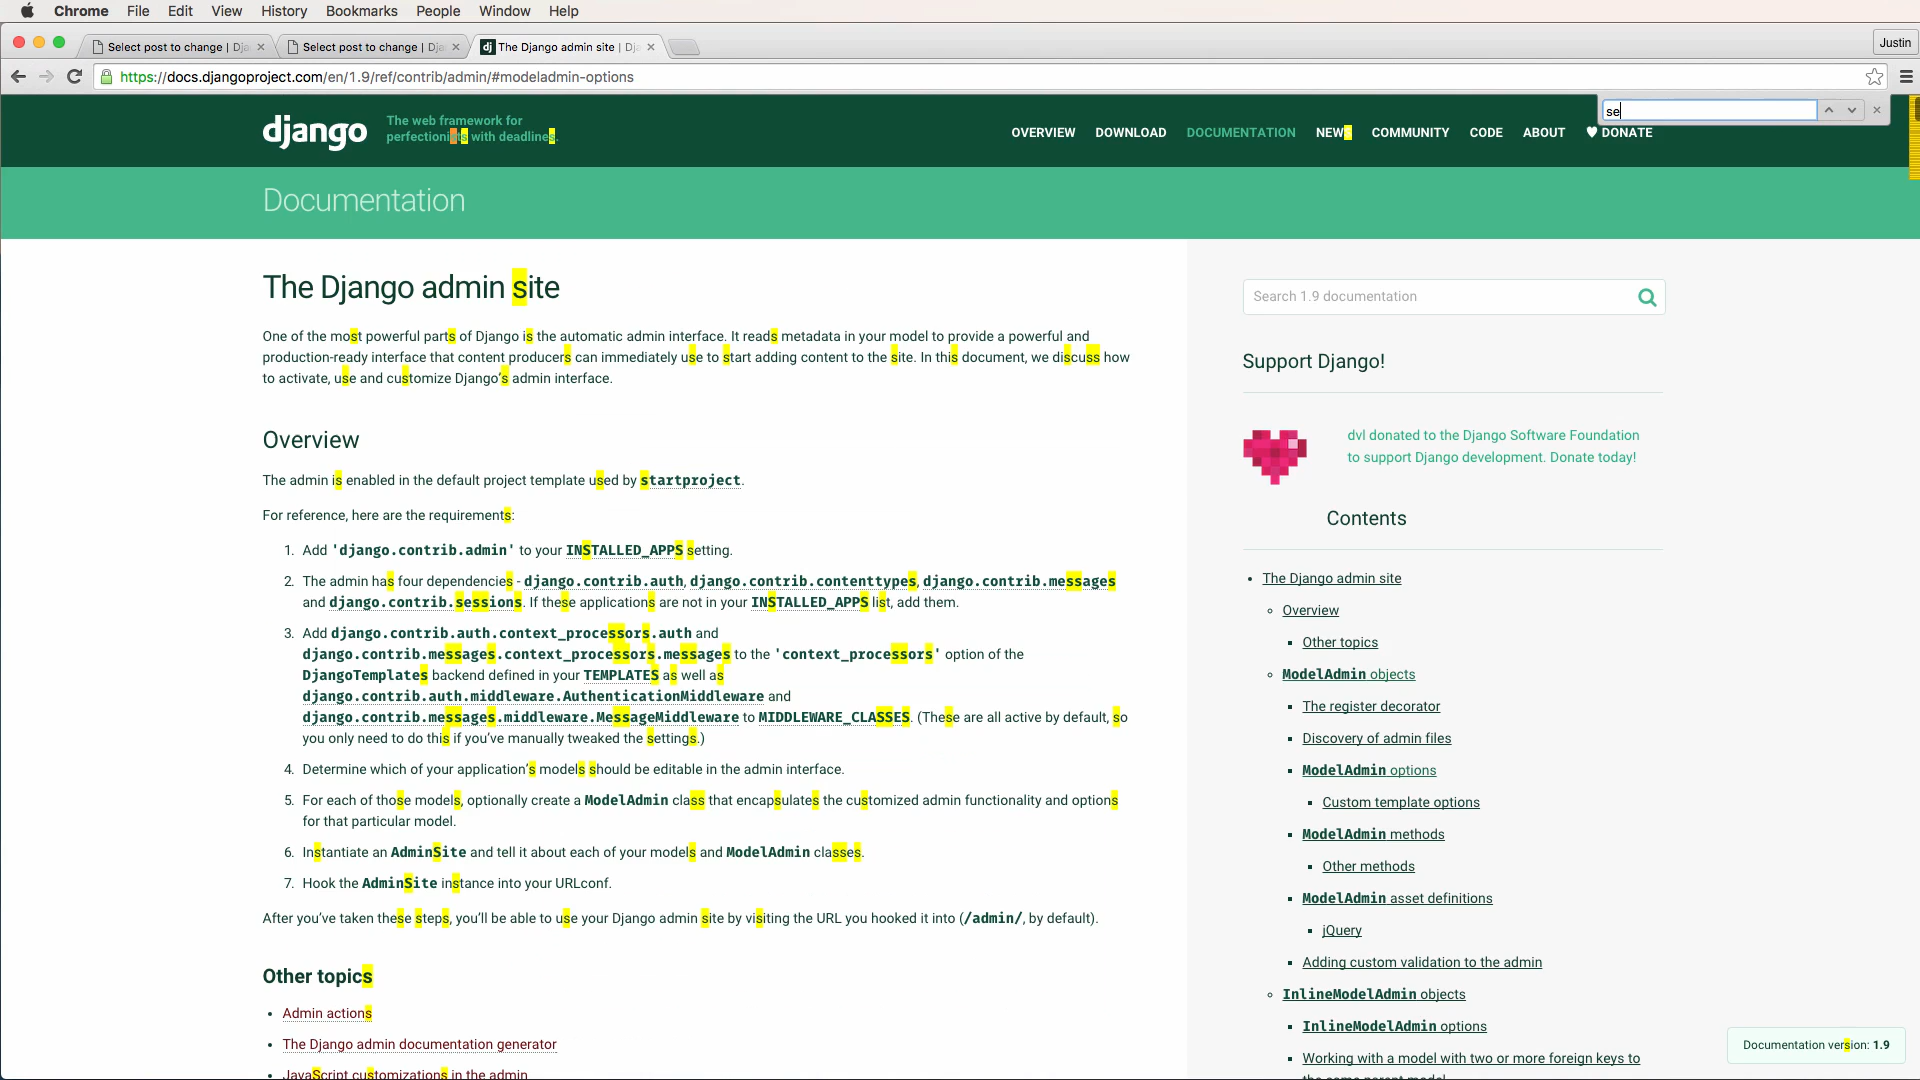 Chrome File Edit View History Bookmarks People Window Help
Select post to change | Dja
Select post to change | Dja
The Django admin site | Dja
Justin
https://docs.djangoproject.com/en/1.9/ref/contrib/admin/#modeladmin-options
se
django
The web framework for
perfectionists with deadlines.
OVERVIEW DOWNLOAD DOCUMENTATION NEWS COMMUNITY CODE ABOUT ♥ DONATE
Documentation
The Django admin site
One of the most powerful parts of Django is the automatic admin interface. It reads metadata in your model to provide a powerful and
production-ready interface that content producers can immediately use to start adding content to the site. In this document, we discuss how
to activate, use and customize Django’s admin interface.
Overview
The admin is enabled in the default project template used by startproject.
For reference, here are the requirements:
1. Add 'django.contrib.admin' to your INSTALLED_APPS setting.
2. The admin has four dependencies - django.contrib.auth, django.contrib.contenttypes, django.contrib.messages
and django.contrib.sessions. If these applications are not in your INSTALLED_APPS list, add them.
3. Add django.contrib.auth.context_processors.auth and
django.contrib.messages.context_processors.messages to the 'context_processors' option of the
DjangoTemplates backend defined in your TEMPLATES as well as
django.contrib.auth.middleware.AuthenticationMiddleware and
django.contrib.messages.middleware.MessageMiddleware to MIDDLEWARE_CLASSES. (These are all active by default, so
you only need to do this if you’ve manually tweaked the settings.)
4. Determine which of your application’s models should be editable in the admin interface.
5. For each of those models, optionally create a ModelAdmin class that encapsulates the customized admin functionality and options
for that particular model.
6. Instantiate an AdminSite and tell it about each of your models and ModelAdmin classes.
7. Hook the AdminSite instance into your URLconf.
After you’ve taken these steps, you’ll be able to use your Django admin site by visiting the URL you hooked it into (/admin/, by default).
Other topics
• Admin actions
• The Django admin documentation generator
• JavaScript customizations in the admin
Search 1.9 documentation
Support Django!
dvl donated to the Django Software Foundation
to support Django development. Donate today!
Contents
The Django admin site
Overview
Other topics
ModelAdmin objects
The register decorator
Discovery of admin files
ModelAdmin options
Custom template options
ModelAdmin methods
Other methods
ModelAdmin asset definitions
jQuery
Adding custom validation to the admin
InlineModelAdmin objects
InlineModelAdmin options
Working with a model with two or more foreign keys to
the same parent model
Documentation version: 1.9